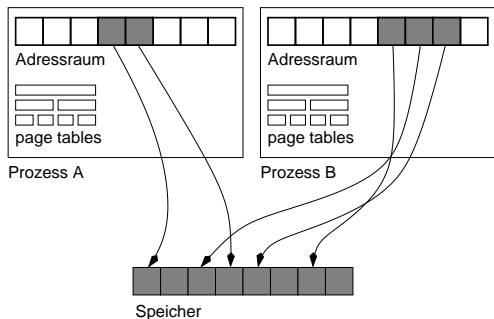 Adressraum
page tables
Prozess A
Adressraum
page tables
Prozess B
Speicher